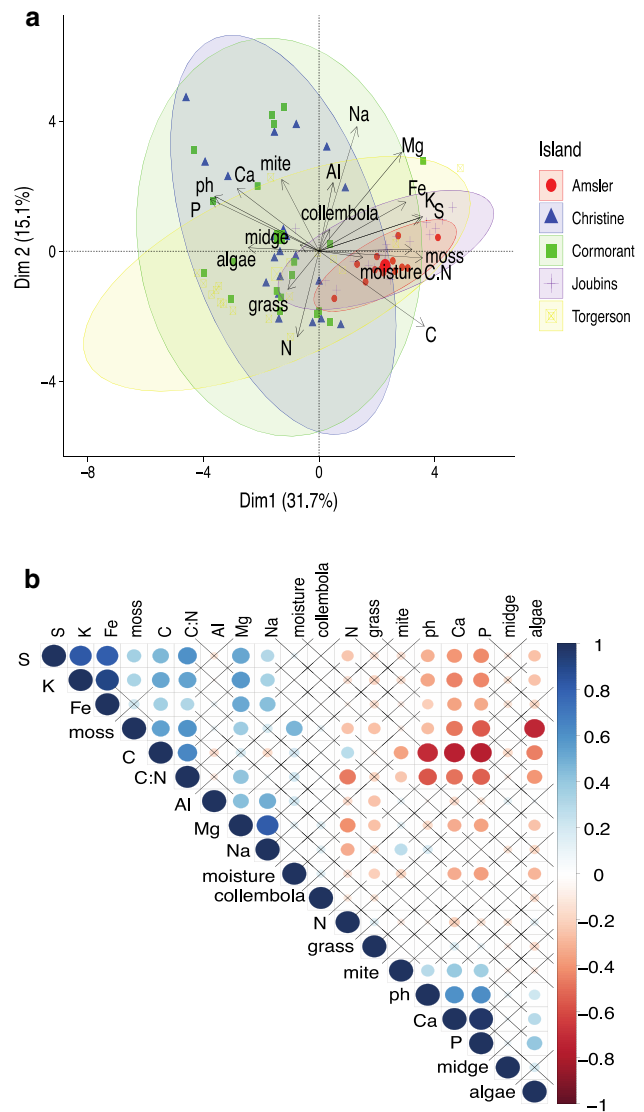 a
Dim 2 (15.1%)
4
0
−4
−8
−4
0
4
Dim1 (31.7%)
Na
Mg
Al
mite
Ca
ph
P
Fe
K
S
collembola
midge
algae
moss
moisture
C.N
grass
N
C
Island
Amsler
Christine
Cormorant
Joubins
Torgerson
b
S
K
Fe
moss
C
C:N
Al
Mg
Na
moisture
collembola
N
grass
mite
ph
Ca
P
midge
algae
S
K
Fe
moss
C
C:N
Al
Mg
Na
moisture
collembola
N
grass
mite
ph
Ca
P
midge
algae
1
0.8
0.6
0.4
0.2
0
−0.2
−0.4
−0.6
−0.8
−1